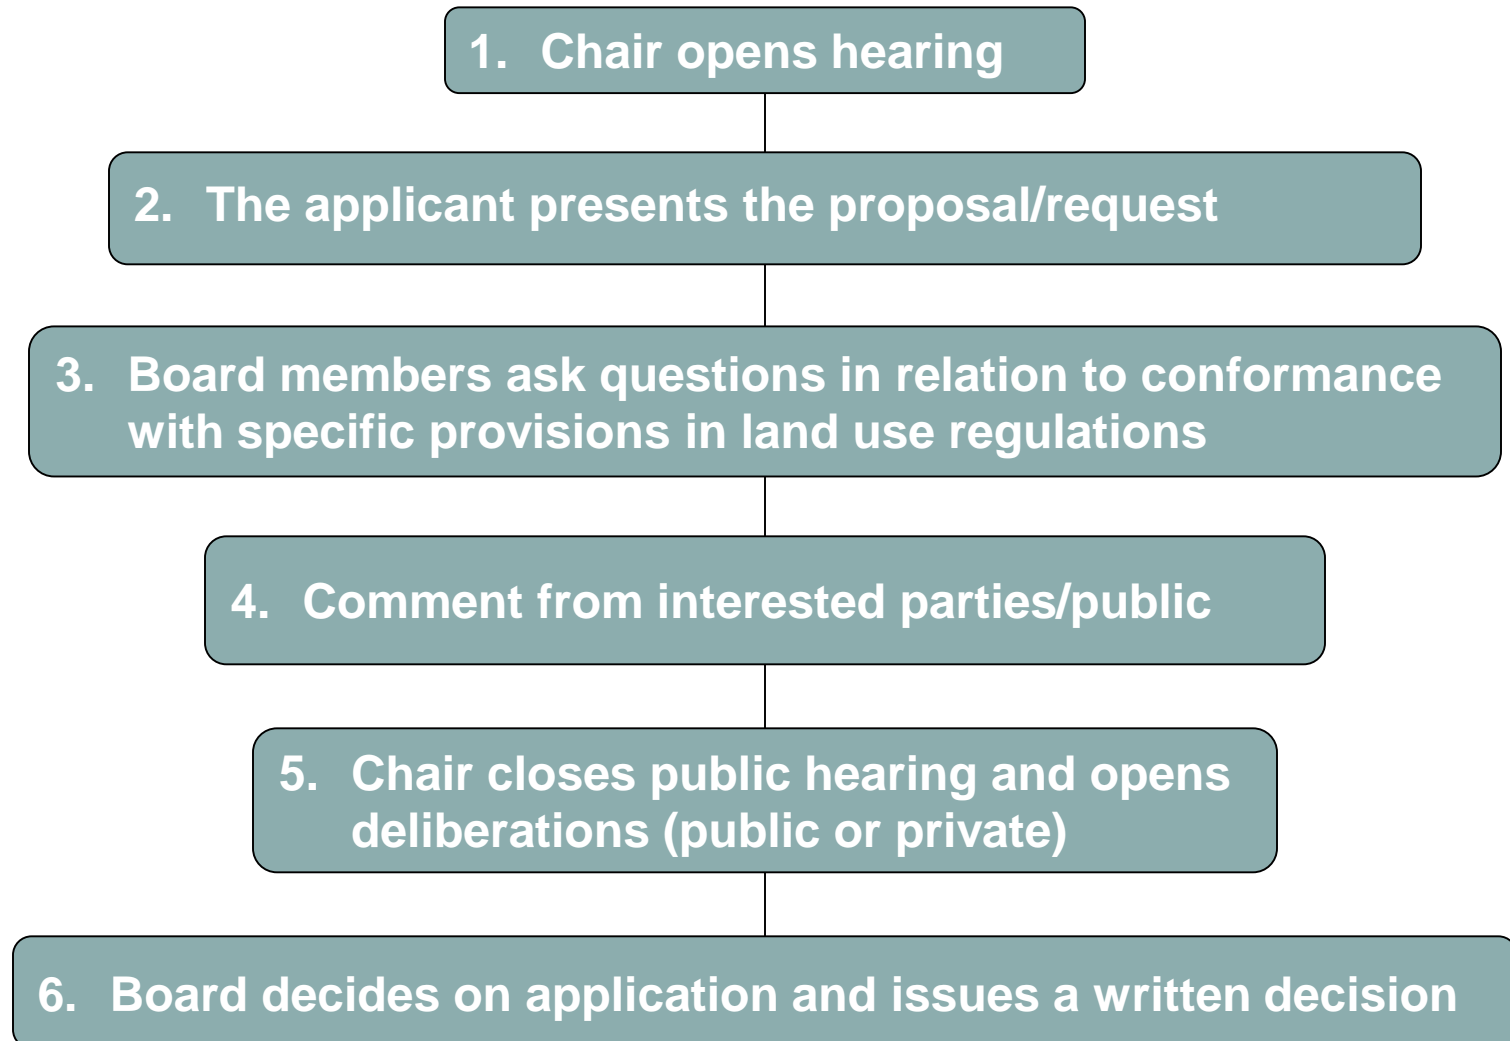 1. Chair opens hearing
2. The applicant presents the proposal/request
3. Board members ask questions in relation to conformance
with specific provisions in land use regulations
4. Comment from interested parties/public
5. Chair closes public hearing and opens
deliberations (public or private)
6. Board decides on application and issues a written decision